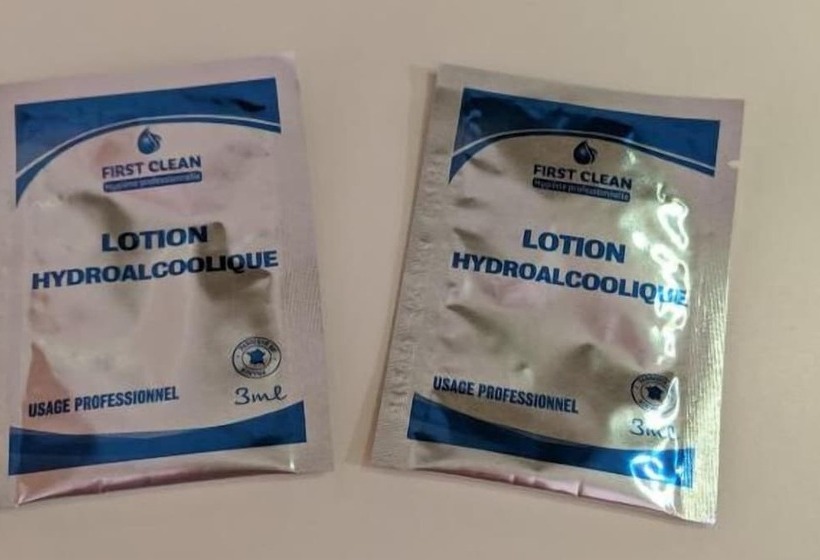 FIRST CLEAN
Hygiène professionnelle
LOTION
HYDROALCOOLIQUE
USAGE PROFESSIONNEL
3ml
FIRST CLEAN
Hygiène professionnelle
LOTION
HYDROALCOOLIQUE
USAGE PROFESSIONNEL
3ml